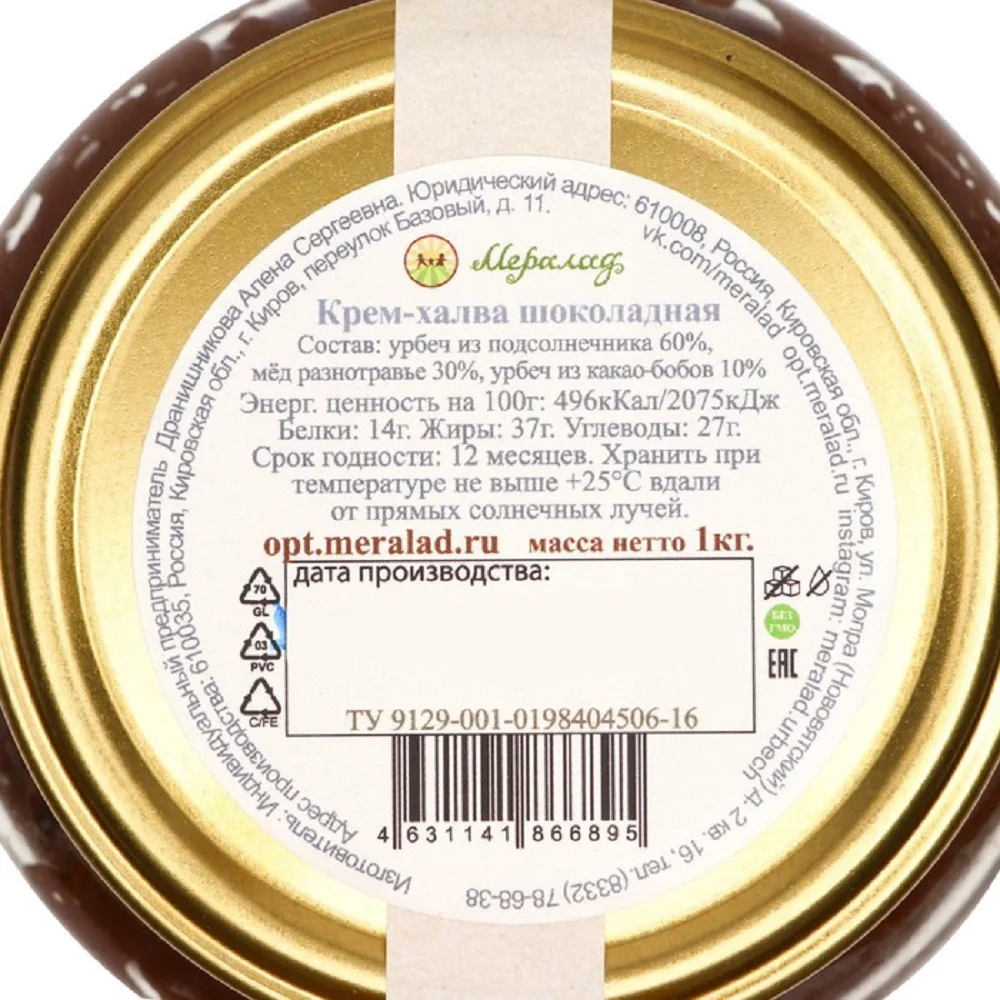 Изготовитель: Индивидуальный предприниматель Дранишникова Алена Сергеевна. Юридический адрес: 610008, Россия, Кировская обл., г. Киров, ул. Мопра (Нововятский) д. 2 кв. 16, тел. (8332) 78-68-38
Адрес производства: 610035, Россия, Кировская обл., г. Киров, переулок Базовый, д. 11.
vk.com/meralad opt.meralad.ru instagram: meralad.urbech
Мералад
Крем-халва шоколадная
Состав: урбеч из подсолнечника 60%,
мёд разнотравье 30%, урбеч из какао-бобов 10%
Энерг. ценность на 100г: 496кКал/2075кДж
Белки: 14г. Жиры: 37г. Углеводы: 27г.
Срок годности: 12 месяцев. Хранить при
температуре не выше +25°C вдали
от прямых солнечных лучей.
opt.meralad.ru масса нетто 1кг.
дата производства:
70
GL
03
PVC
C/FE
БЕЗ
ГМО
EAC
ТУ 9129-001-0198404506-16
4 631141 866895